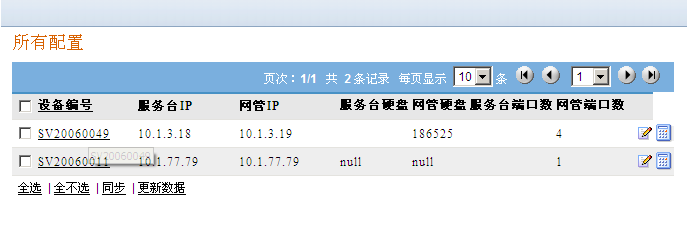 所有配置
页次：1/1 共 2条记录 每页显示 10 条 1
设备编号 服务台IP 网管IP 服务台硬盘 网管硬盘 服务台端口数 网管端口数
SV20060049 10.1.3.18 10.1.3.19 186525 4
SV20060049
SV20060011 10.1.77.79 10.1.77.79 null null 1
全选 | 全不选 | 同步 | 更新数据